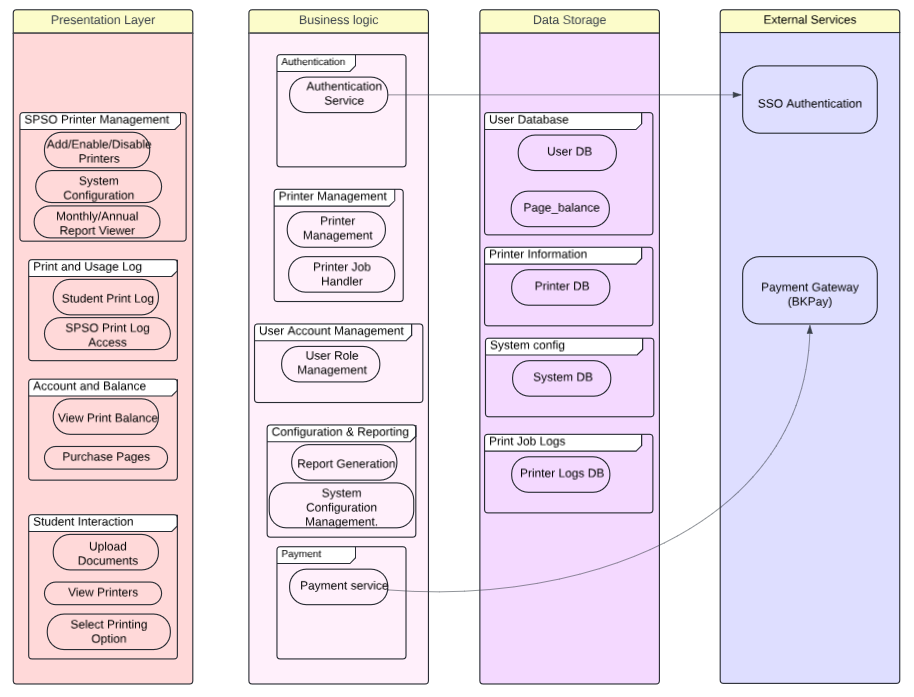 Presentation Layer
SPSO Printer Management
Add/Enable/Disable
Printers
System
Configuration
Monthly/Annual
Report Viewer
Print and Usage Log
Student Print Log
SPSO Print Log
Access
Account and Balance
View Print Balance
Purchase Pages
Student Interaction
Upload
Documents
View Printers
Select Printing
Option
Business logic
Authentication
Authentication
Service
Printer Management
Printer
Management
Printer Job
Handler
User Account Management
User Role
Management
Configuration & Reporting
Report Generation
System
Configuration
Management.
Payment
Payment service
Data Storage
User Database
User DB
Page_balance
Printer Information
Printer DB
System config
System DB
Print Job Logs
Printer Logs DB
External Services
SSO Authentication
Payment Gateway
(BKPay)